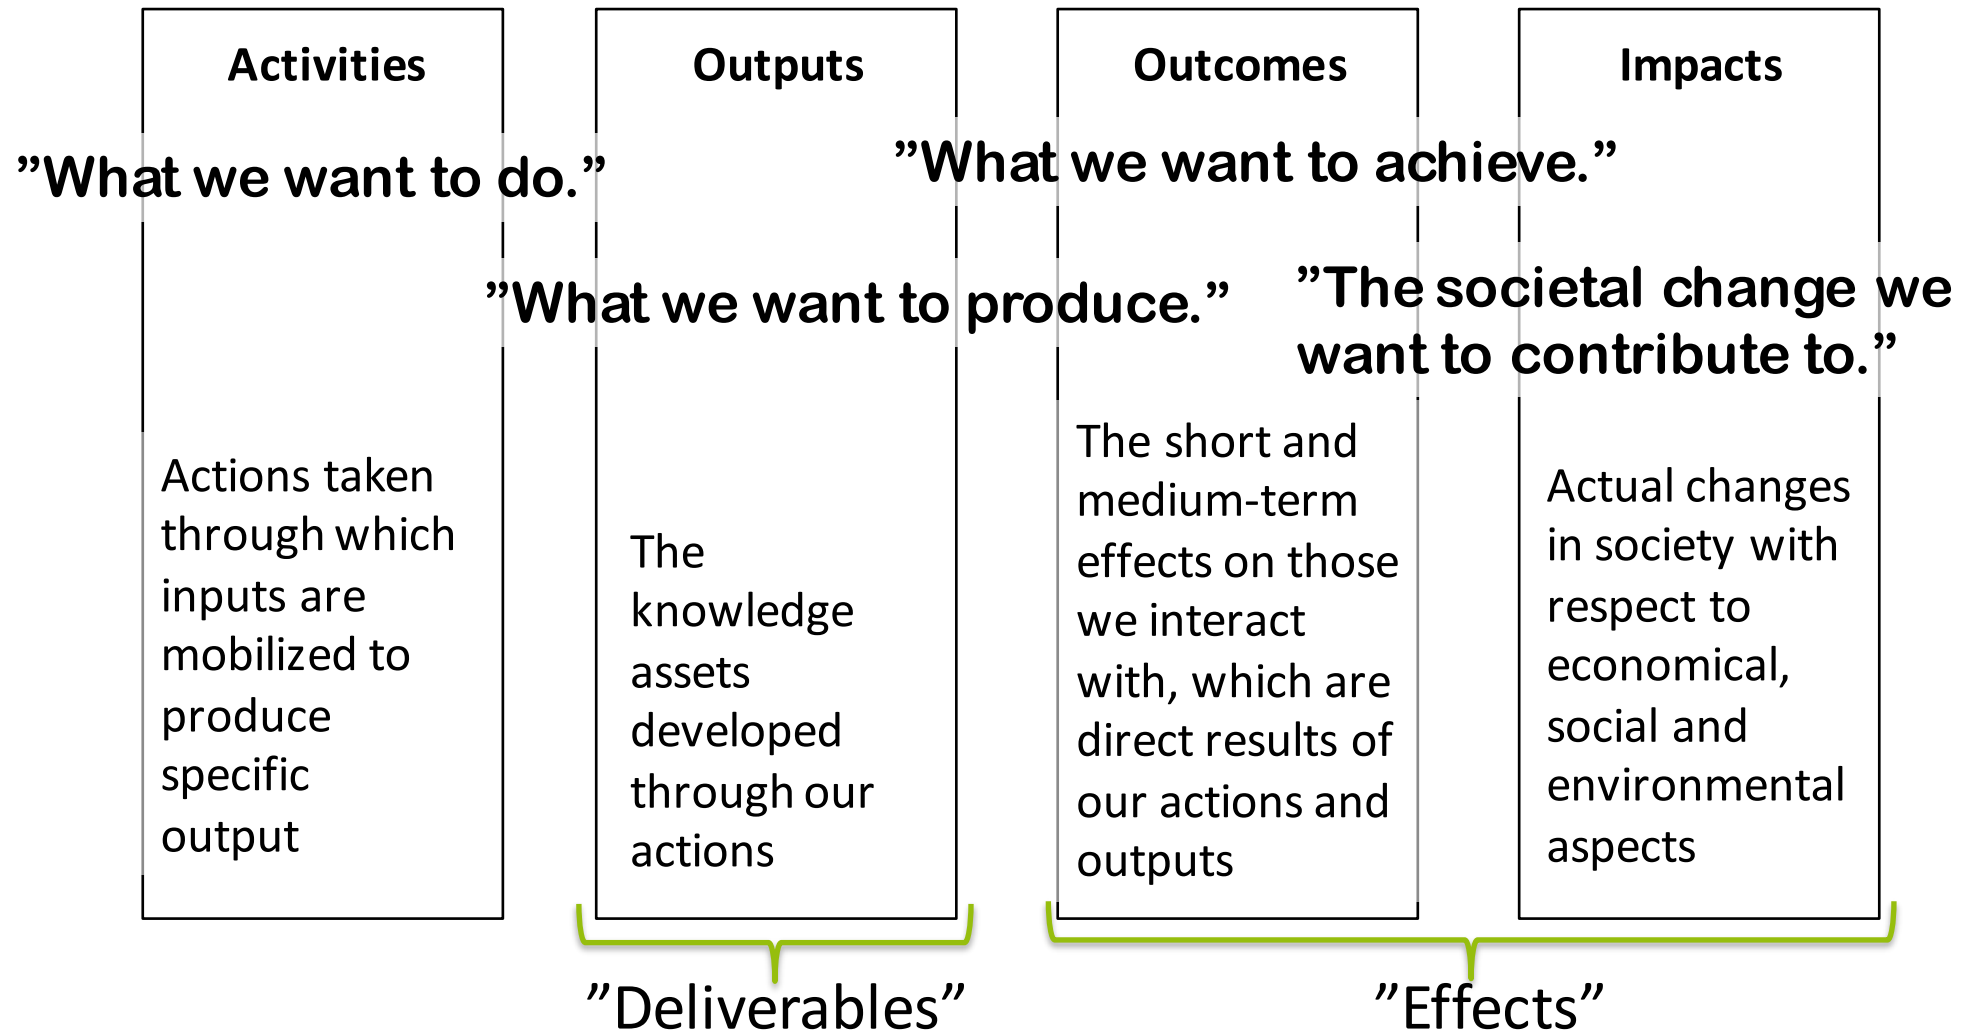 Activities
”What we want to do.”
Actions taken
through which
inputs are
mobilized to
produce
specific
output
Outputs
”What we want to produce.”
The
knowledge
assets
developed
through our
actions
”Deliverables”
Outcomes
”What we want to achieve.”
The short and
medium-term
effects on those
we interact
with, which are
direct results of
our actions and
outputs
Impacts
”The societal change we
want to contribute to.”
Actual changes
in society with
respect to
economical,
social and
environmental
aspects
”Effects”